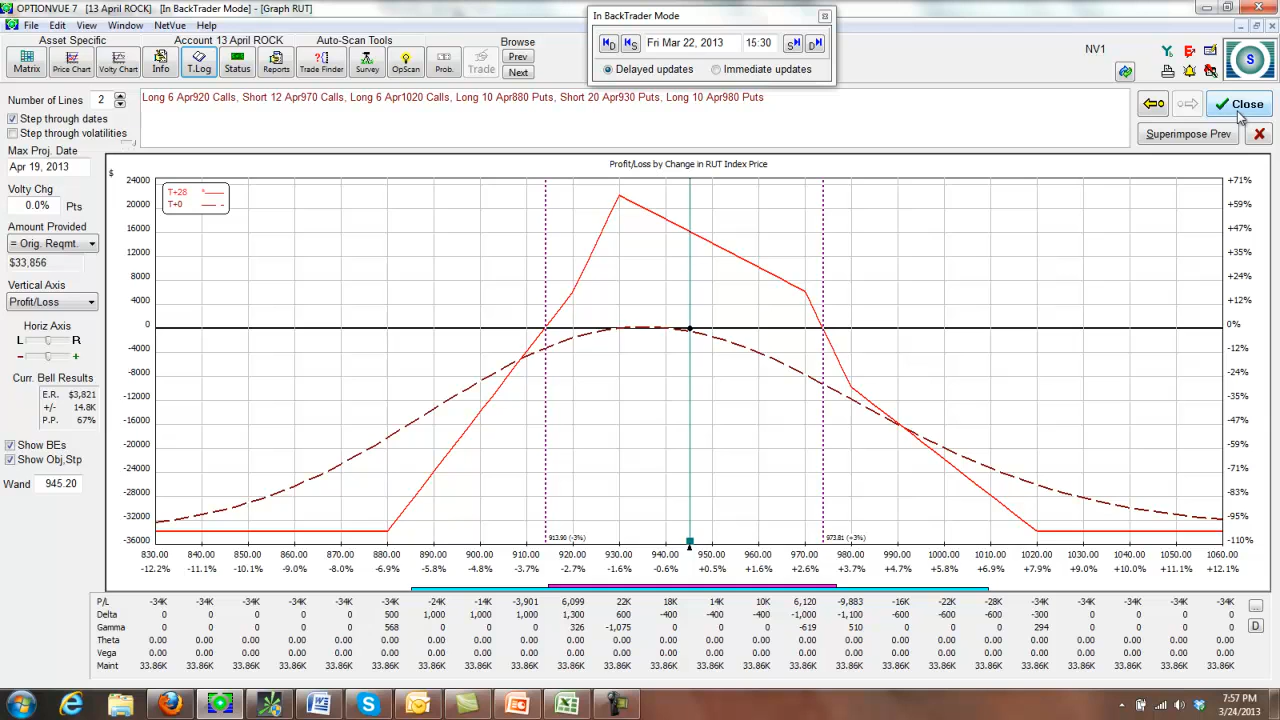 OPTIONVUE 7 [13 April ROCK] [In BackTrader Mode] - [Graph RUT]
File Edit View Window NetVue Help
In BackTrader Mode
Fri Mar 22, 2013 15:30
Delayed updates Immediate updates
Asset Specific Account 13 April ROCK Auto-Scan Tools Browse
Matrix Price Chart Volty Chart Info T.Log Status Reports Trade Finder Survey OpScan Prob. Trade Prev Next
NV1
Number of Lines 2
Step through dates
Step through volatilities
Long 6 Apr920 Calls, Short 12 Apr970 Calls, Long 6 Apr1020 Calls, Long 10 Apr880 Puts, Short 20 Apr930 Puts, Long 10 Apr980 Puts
Close
Superimpose Prev
Max Proj. Date
Apr 19, 2013
Volty Chg
0.0% Pts
Amount Provided
= Orig. Reqmt.
$33,856
Vertical Axis
Profit/Loss
Horiz Axis
L R
- +
Curr. Bell Results
E.R. $3,821
+/- 14.8K
P.P. 67%
Show BEs
Show Obj,Stp
Wand 945.20
Profit/Loss by Change in RUT Index Price
$
T+28
T+0
24000 +71%
20000 +59%
16000 +47%
12000 +35%
8000 +24%
4000 +12%
0 0%
-4000 -12%
-8000 -24%
-12000 -35%
-16000 -47%
-20000 -59%
-24000 -71%
-28000 -83%
-32000 -95%
-36000 -110%
913.90 (-3%) 973.81 (+3%)
830.00 840.00 850.00 860.00 870.00 880.00 890.00 900.00 910.00 920.00 930.00 940.00 950.00 960.00 970.00 980.00 990.00 1000.00 1010.00 1020.00 1030.00 1040.00 1050.00 1060.00
-12.2% -11.1% -10.1% -9.0% -8.0% -6.9% -5.8% -4.8% -3.7% -2.7% -1.6% -0.6% +0.5% +1.6% +2.6% +3.7% +4.7% +5.8% +6.9% +7.9% +9.0% +10.0% +11.1% +12.1%
P/L -34K -34K -34K -34K -34K -34K -24K -14K -3,901 6,099 22K 18K 14K 10K 6,120 -9,883 -16K -22K -28K -34K -34K -34K -34K -34K
Delta 0 0 0 0 0 500 1,000 1,000 1,000 1,300 600 -400 -400 -400 -1,000 -1,100 -600 -600 -600 -300 0 0 0 0
Gamma 0 0 0 0 0 568 0 0 0 326 -1,075 0 0 0 -619 510 0 0 0 294 0 0 0 0
Theta 0.00 0.00 0.00 0.00 0.00 0.00 0.00 0.00 0.00 0.00 0.00 0.00 0.00 0.00 0.00 0.00 0.00 0.00 0.00 0.00 0.00 0.00 0.00 0.00
Vega 0.00 0.00 0.00 0.00 0.00 0.00 0.00 0.00 0.00 0.00 0.00 0.00 0.00 0.00 0.00 0.00 0.00 0.00 0.00 0.00 0.00 0.00 0.00 0.00
Maint 33.86K 33.86K 33.86K 33.86K 33.86K 33.86K 33.86K 33.86K 33.86K 33.86K 33.86K 33.86K 33.86K 33.86K 33.86K 33.86K 33.86K 33.86K 33.86K 33.86K 33.86K 33.86K 33.86K 33.86K
...
D
7:57 PM
3/24/2013